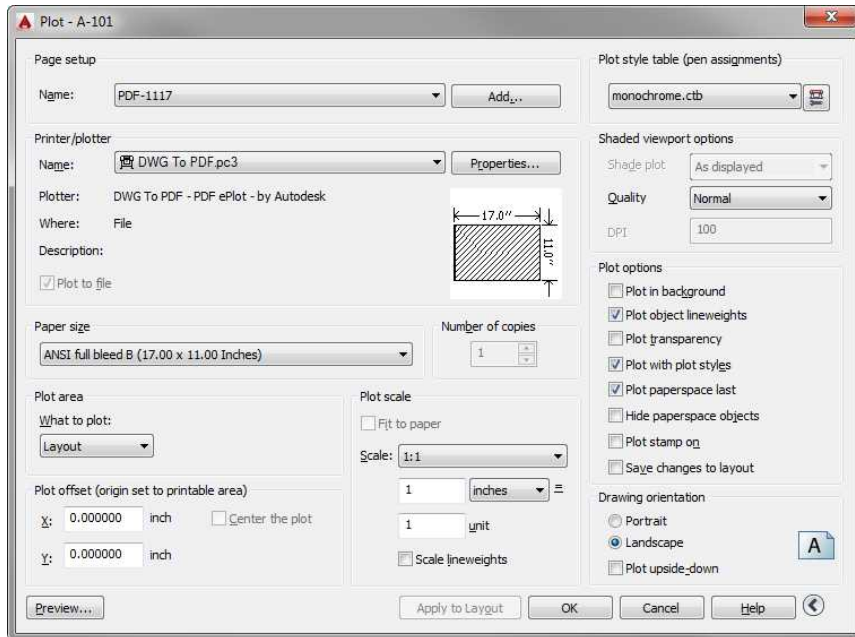 Plot - A-101
Page setup
Name: PDF-1117 Add...
Printer/plotter
Name: DWG To PDF.pc3 Properties...
Plotter: DWG To PDF - PDF ePlot - by Autodesk
Where: File
Description:
Plot to file
17.0"
11.0"
Paper size
ANSI full bleed B (17.00 x 11.00 Inches)
Number of copies
1
Plot area
What to plot:
Layout
Plot offset (origin set to printable area)
X: 0.000000 inch Center the plot
Y: 0.000000 inch
Plot scale
Fit to paper
Scale: 1:1
1 inches =
1 unit
Scale lineweights
Plot style table (pen assignments)
monochrome.ctb
Shaded viewport options
Shade plot As displayed
Quality Normal
DPI 100
Plot options
Plot in background
Plot object lineweights
Plot transparency
Plot with plot styles
Plot paperspace last
Hide paperspace objects
Plot stamp on
Save changes to layout
Drawing orientation
Portrait
Landscape
Plot upside-down
A
Preview... Apply to Layout OK Cancel Help